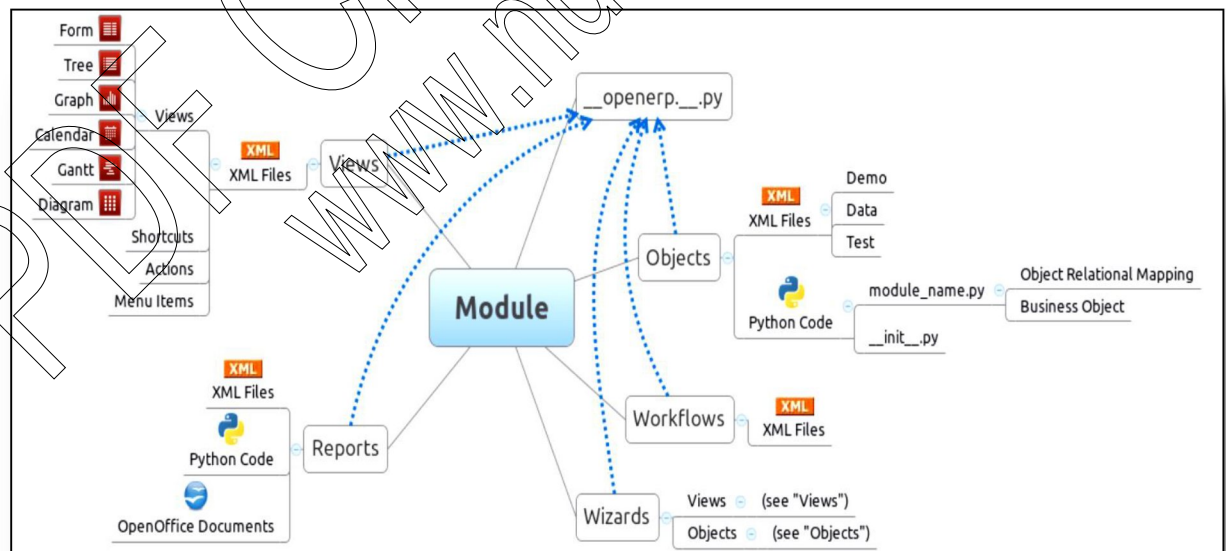 Form
Tree
Graph
Calendar
Gantt
Diagram
Views
Shortcuts
Actions
Menu Items
XML
XML Files
Views
__openerp.__.py
Objects
XML
XML Files
Demo
Data
Test
Python Code
module_name.py
Object Relational Mapping
Business Object
__init__.py
Module
XML
XML Files
Python Code
OpenOffice Documents
Reports
Workflows
XML
XML Files
Wizards
Views (see "Views")
Objects (see "Objects")